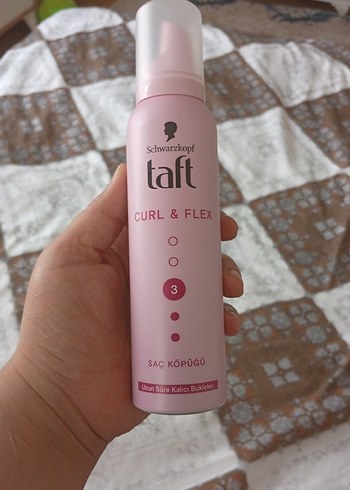 Schwarzkopf
taft
CURL & FLEX
3
SAÇ KÖPÜĞÜ
Uzun Süre Kalıcı Bukleler